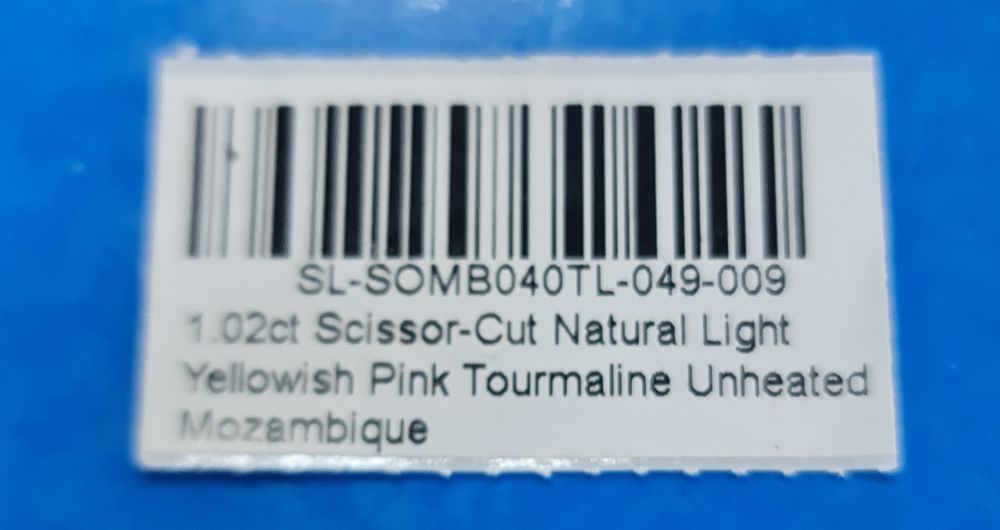 SL-SOMB040TL-049-009
1.02ct Scissor-Cut Natural Light
Yellowish Pink Tourmaline Unheated
Mozambique